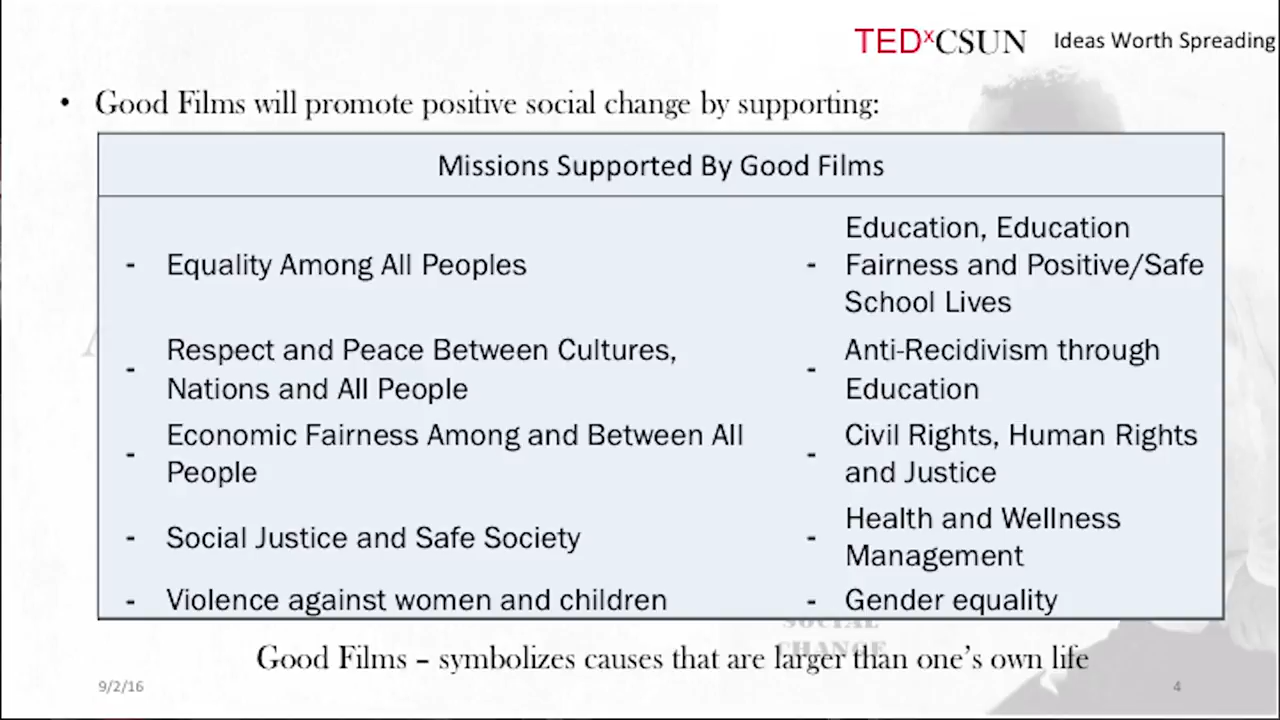 TEDxCSUN Ideas Worth Spreading
• Good Films will promote positive social change by supporting:
Missions Supported By Good Films
- Equality Among All Peoples
- Education, Education
Fairness and Positive/Safe
School Lives
- Respect and Peace Between Cultures,
Nations and All People
- Anti-Recidivism through
Education
- Economic Fairness Among and Between All
People
- Civil Rights, Human Rights
and Justice
- Social Justice and Safe Society
- Health and Wellness
Management
- Violence against women and children
- Gender equality
SOCIAL
CHANGE
Good Films – symbolizes causes that are larger than one's own life
9/2/16
4